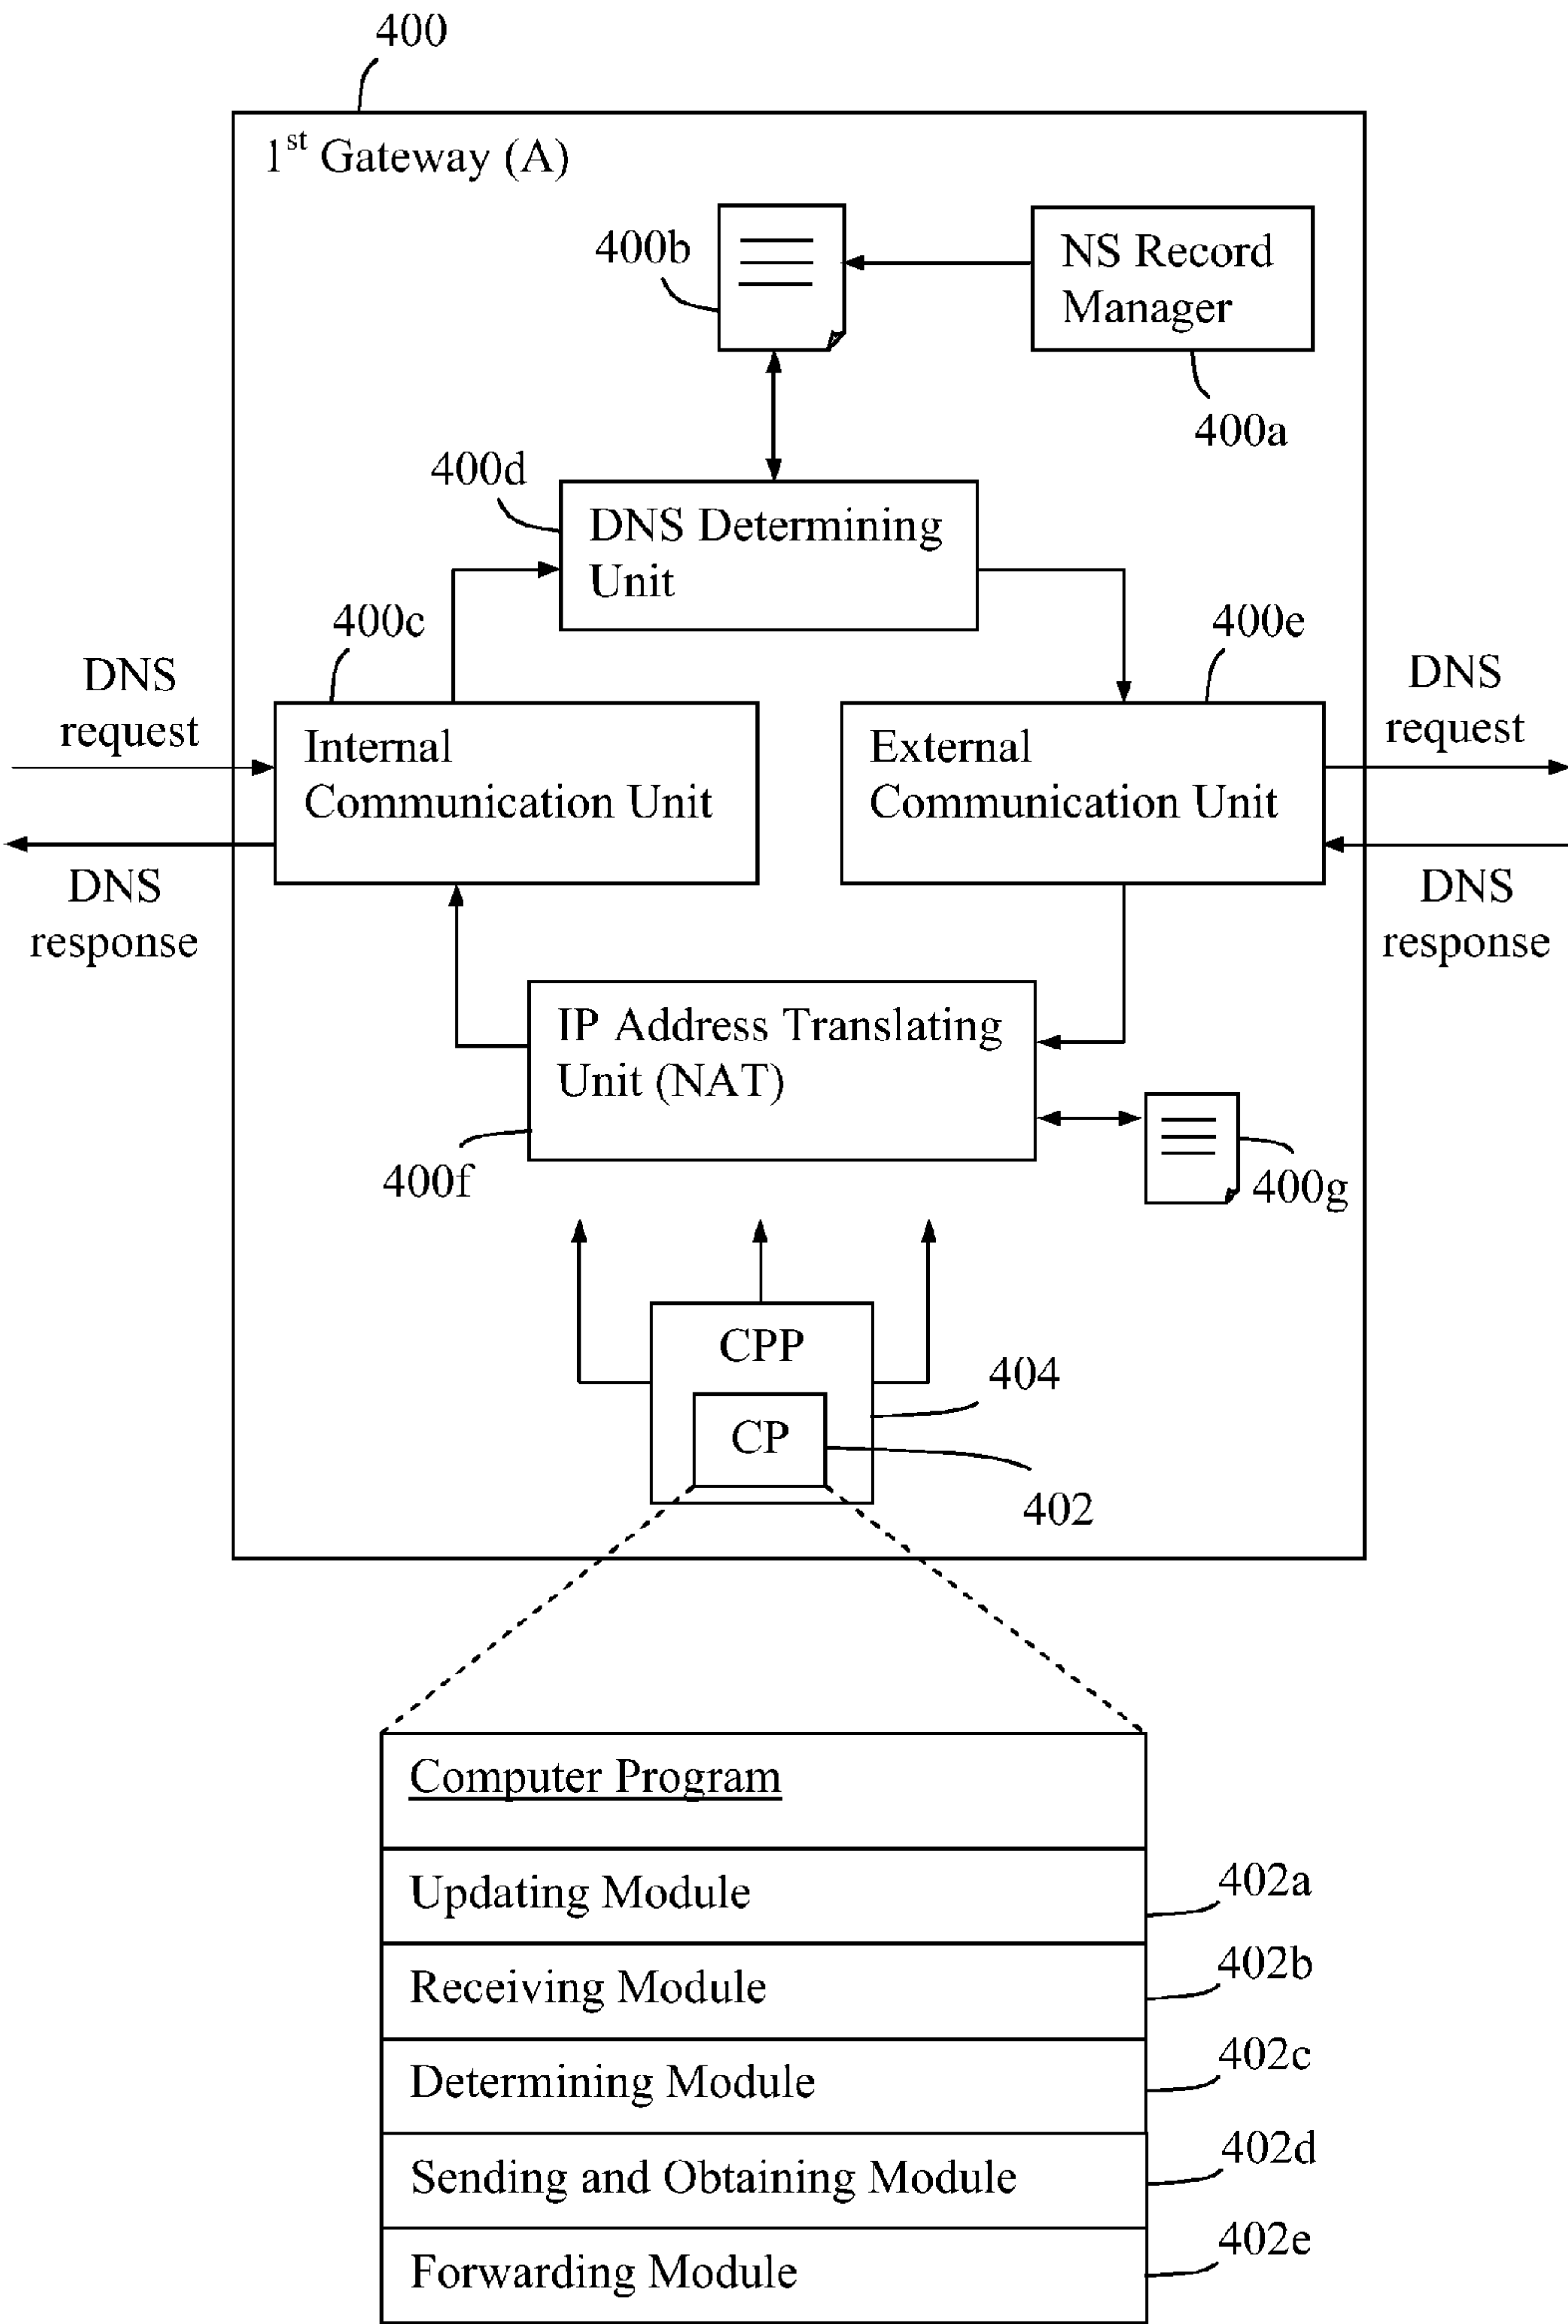 400
1st Gateway (A)
400b
NS Record
Manager
400a
400d
DNS Determining
Unit
400c
400e
DNS
request
DNS
request
Internal
Communication Unit
External
Communication Unit
DNS
response
DNS
response
IP Address Translating
Unit (NAT)
400f
400g
CPP
404
CP
402
Computer Program
Updating Module
402a
Receiving Module
402b
Determining Module
402c
Sending and Obtaining Module
402d
Forwarding Module
402e